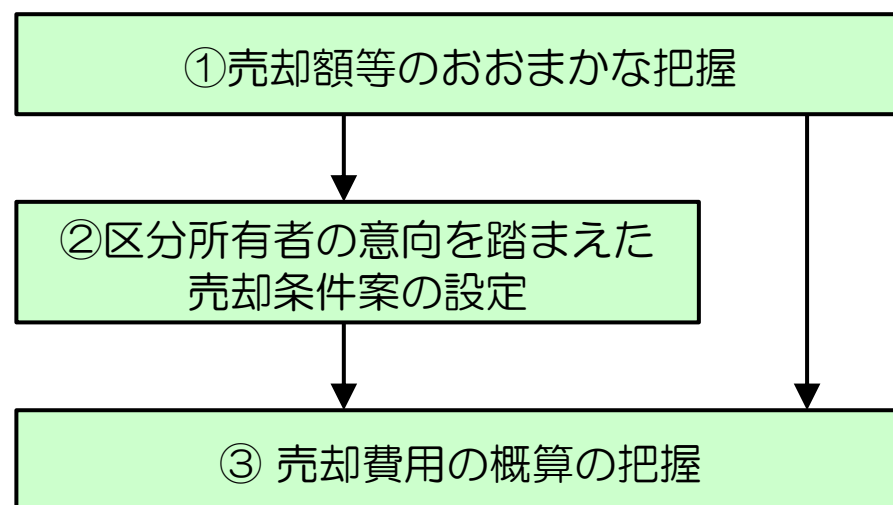 ①売却額等のおおまかな把握
②区分所有者の意向を踏まえた
売却条件案の設定
③ 売却費用の概算の把握